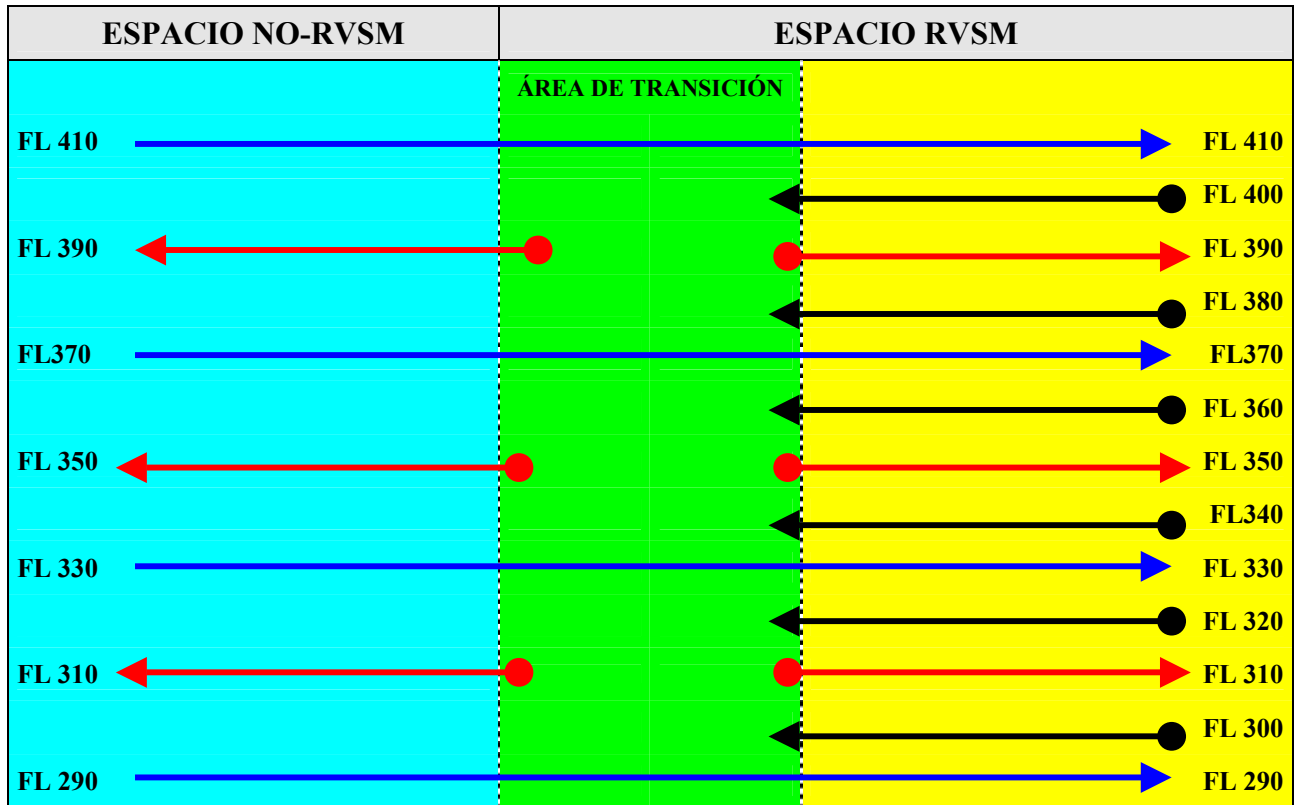 ESPACIO NO-RVSM ESPACIO RVSM
ÁREA DE TRANSICIÓN
FL 410 FL 410
FL 400
FL 390 FL 390
FL 380
FL370 FL370
FL 360
FL 350 FL 350
FL340
FL 330 FL 330
FL 320
FL 310 FL 310
FL 300
FL 290 FL 290